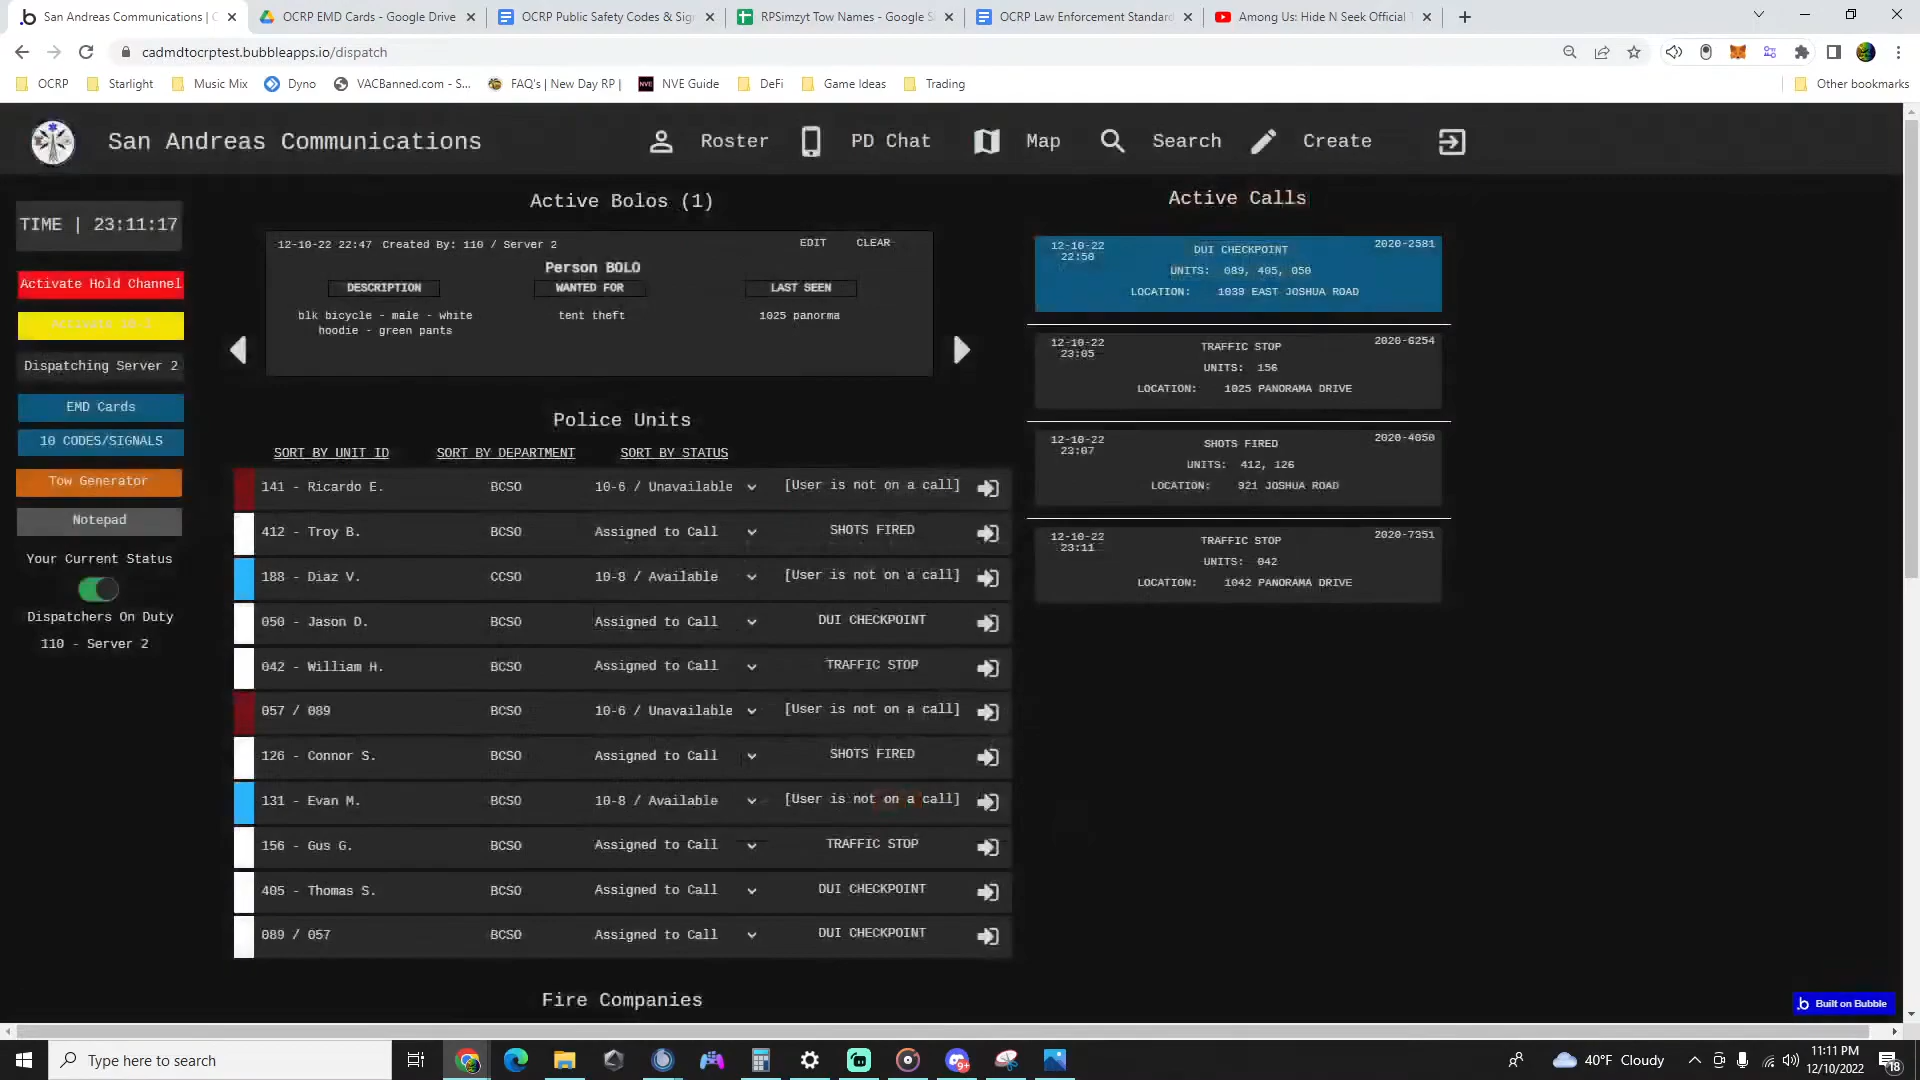 San Andreas Communications | C
OCRP EMD Cards - Google Drive
OCRP Public Safety Codes & Sig
RPSimzyt Tow Names - Google S
OCRP Law Enforcement Standard
Among Us: Hide N Seek Official T
cadmdtocrptest.bubbleapps.io/dispatch
OCRP
Starlight
Music Mix
Dyno
VACBanned.com - S...
FAQ's | New Day RP |
NVE Guide
DeFi
Game Ideas
Trading
Other bookmarks
San Andreas Communications
Roster
PD Chat
Map
Search
Create
TIME | 23:11:17
Activate Hold Channel
Dispatching Server 2
EMD Cards
10 CODES/SIGNALS
Tow Generator
Notepad
Your Current Status
Dispatchers On Duty
110 - Server 2
Active Bolos (1)
12-10-22 22:47 Created By: 110 / Server 2
EDIT CLEAR
Person BOLO
DESCRIPTION WANTED FOR LAST SEEN
blk bicycle - male - white tent theft 1025 panorma
hoodie - green pants
Police Units
SORT BY UNIT ID SORT BY DEPARTMENT SORT BY STATUS
141 - Ricardo E. BCSO 10-6 / Unavailable [User is not on a call]
412 - Troy B. BCSO Assigned to Call SHOTS FIRED
188 - Diaz V. CCSO 10-8 / Available [User is not on a call]
050 - Jason D. BCSO Assigned to Call DUI CHECKPOINT
042 - William H. BCSO Assigned to Call TRAFFIC STOP
057 / 089 BCSO 10-6 / Unavailable [User is not on a call]
126 - Connor S. BCSO Assigned to Call SHOTS FIRED
131 - Evan M. BCSO 10-8 / Available [User is not on a call]
156 - Gus G. BCSO Assigned to Call TRAFFIC STOP
405 - Thomas S. BCSO Assigned to Call DUI CHECKPOINT
089 / 057 BCSO Assigned to Call DUI CHECKPOINT
Fire Companies
Active Calls
12-10-22 22:50 DUI CHECKPOINT 2020-2581
UNITS: 089, 405, 050
LOCATION: 1039 EAST JOSHUA ROAD
12-10-22 23:05 TRAFFIC STOP 2020-6254
UNITS: 156
LOCATION: 1025 PANORAMA DRIVE
12-10-22 23:07 SHOTS FIRED 2020-4050
UNITS: 412, 126
LOCATION: 921 JOSHUA ROAD
12-10-22 23:11 TRAFFIC STOP 2020-7351
UNITS: 042
LOCATION: 1042 PANORAMA DRIVE
Built on Bubble
Type here to search
40°F Cloudy
11:11 PM
12/10/2022
18